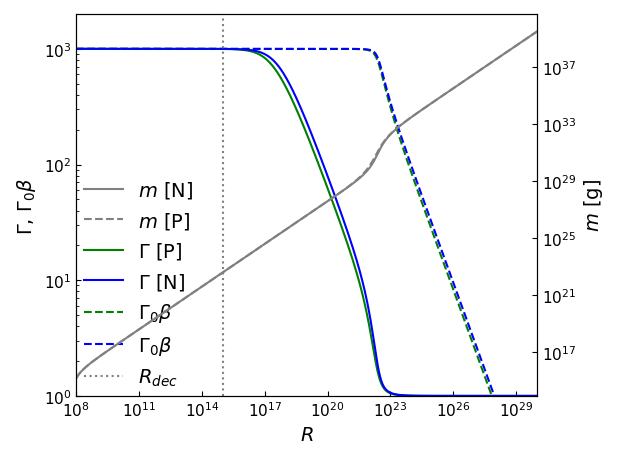 10³
10²
10¹
10⁰
Γ, Γ₀β
m [N]
m [P]
Γ [P]
Γ [N]
Γ₀β
Γ₀β
R_dec
10³⁷
10³³
10²⁹
10²⁵
10²¹
10¹⁷
m [g]
10⁸ 10¹¹ 10¹⁴ 10¹⁷ 10²⁰ 10²³ 10²⁶ 10²⁹
R